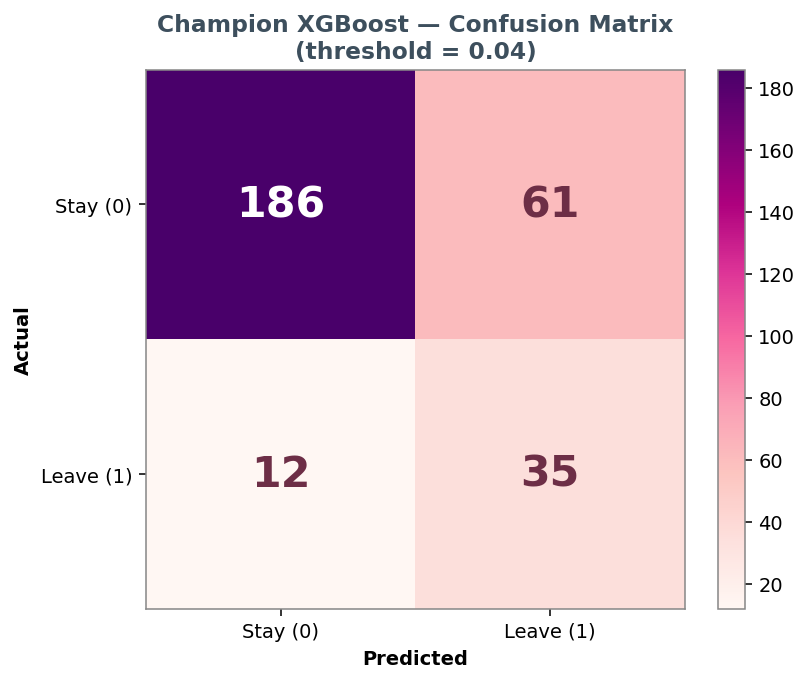 Champion XGBoost — Confusion Matrix
(threshold = 0.04)
180
160
140
120
100
80
60
40
20
Actual
Stay (0)
186
61
Leave (1)
12
35
Stay (0)
Leave (1)
Predicted